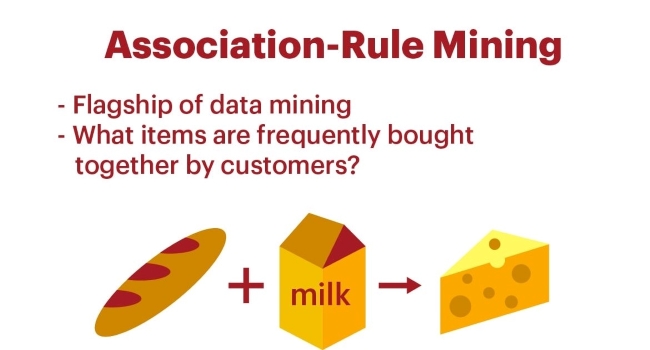 Association-Rule Mining
- Flagship of data mining
- What items are frequently bought
together by customers?
milk